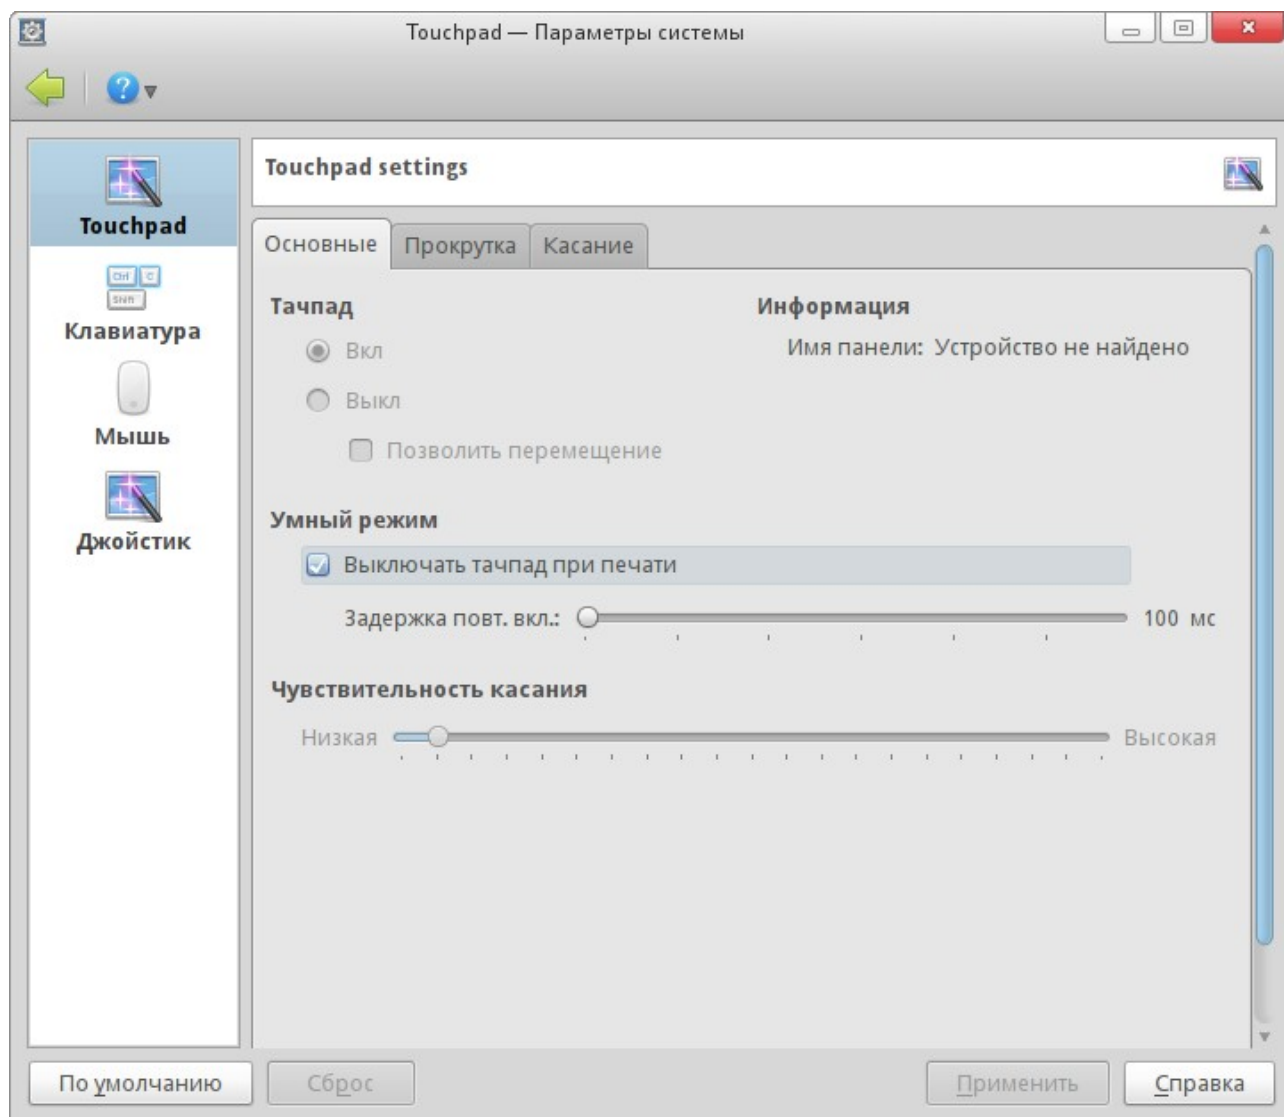 Touchpad — Параметры системы
Touchpad
Клавиатура
Мышь
Джойстик
Touchpad settings
Основные Прокрутка Касание
Тачпад
Вкл
Выкл
Позволить перемещение
Информация
Имя панели: Устройство не найдено
Умный режим
Выключать тачпад при печати
Задержка повт. вкл.: 100 мс
Чувствительность касания
Низкая Высокая
По умолчанию Сброс Применить Справка